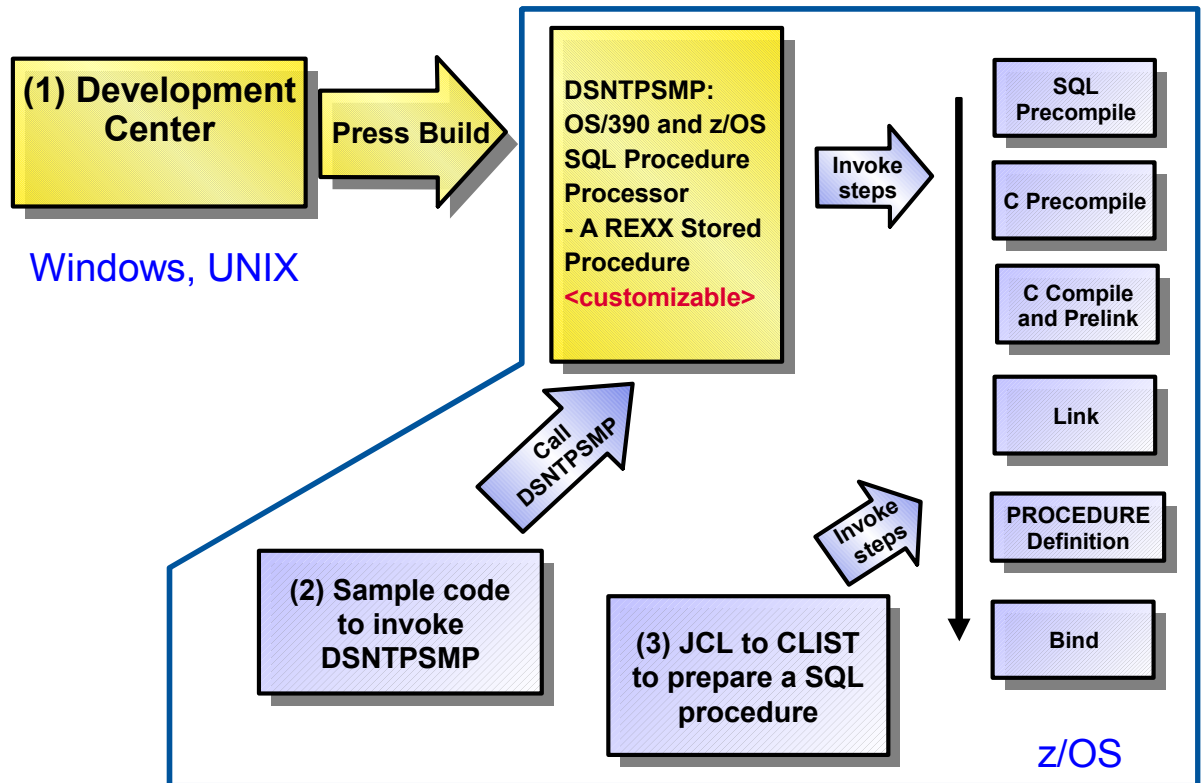 (1) Development
Center
Press Build
Windows, UNIX
DSNTPSMP:
OS/390 and z/OS
SQL Procedure
Processor
- A REXX Stored
Procedure
<customizable>
Invoke
steps
SQL
Precompile
C Precompile
C Compile
and Prelink
Link
PROCEDURE
Definition
Bind
Call
DSNTPSMP
Invoke
steps
(2) Sample code
to invoke
DSNTPSMP
(3) JCL to CLIST
to prepare a SQL
procedure
z/OS